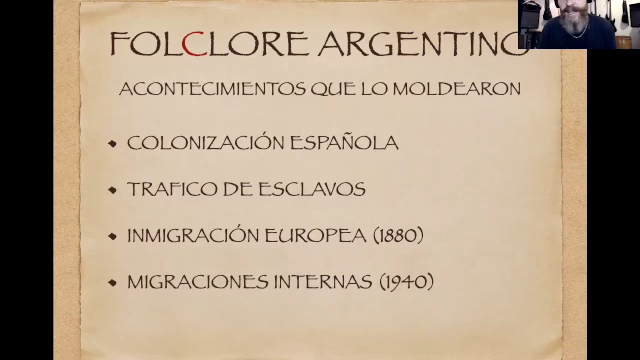 FOLCLORE ARGENTINO
ACONTECIMIENTOS QUE LO MOLDEARON
COLONIZACIÓN ESPAÑOLA
TRAFICO DE ESCLAVOS
INMIGRACIÓN EUROPEA (1880)
MIGRACIONES INTERNAS (1940)